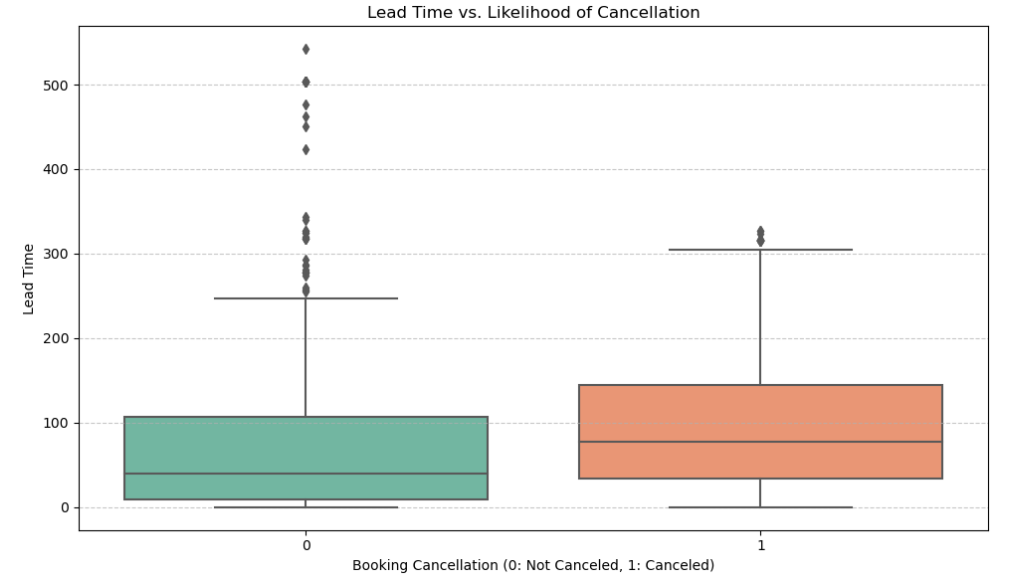 Lead Time vs. Likelihood of Cancellation
500
400
300
200
100
0
Lead Time
0
1
Booking Cancellation (0: Not Canceled, 1: Canceled)